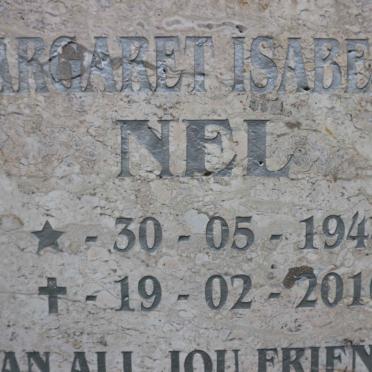 ARGARET ISABE
NEL
- 30 - 05 - 194
- 19 - 02 - 201
AN ALL JOU FRIEN